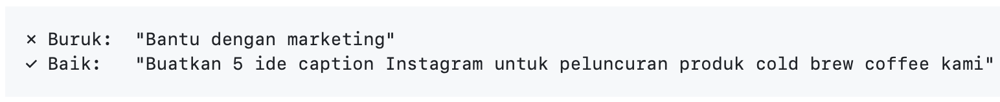 × Buruk:  "Bantu dengan marketing"
✓ Baik:   "Buatkan 5 ide caption Instagram untuk peluncuran produk cold brew coffee kami"